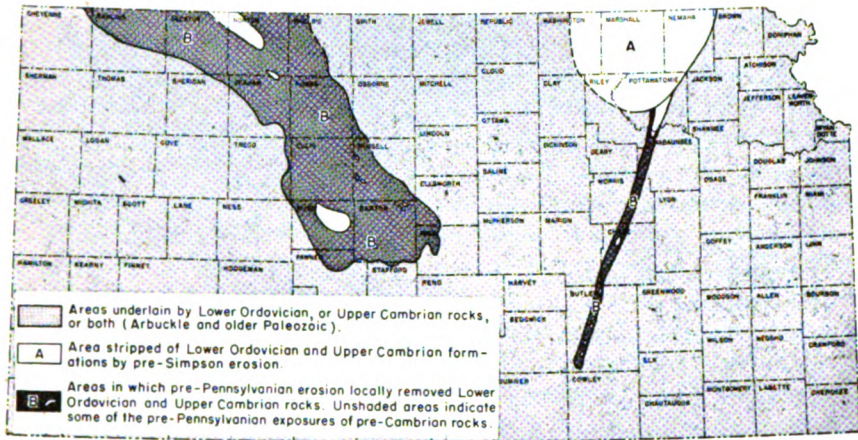 CHEYENNE RAWLINS DECATUR NORTON PHILLIPS SMITH JEWELL REPUBLIC WASHINGTON MARSHALL NEMAHA BROWN DONIPHAN
A
B
CLOUD RILEY POTTAWATOMIE JACKSON ATCHISON
SHERMAN THOMAS SHERIDAN GRAHAM ROOKS OSBORNE MITCHELL CLAY JEFFERSON LEAVENWORTH
B OTTAWA SHAWNEE WYANDOTTE
WALLACE LOGAN GOVE TREGO ELLIS RUSSELL LINCOLN DICKINSON GEARY WABAUNSEE DOUGLAS JOHNSON
ELLSWORTH SALINE MORRIS OSAGE
GREELEY WICHITA SCOTT LANE NESS RUSH BARTON B LYON FRANKLIN MIAMI
B McPHERSON MARION CHASE COFFEY ANDERSON LINN
HAMILTON KEARNY FINNEY HODGEMAN PAWNEE STAFFORD
RENO HARVEY BUTLER GREENWOOD WOODSON ALLEN BOURBON
SEDGWICK B
Areas underlain by Lower Ordovician, or Upper Cambrian rocks,
or both (Arbuckle and older Paleozoic).
WILSON NEOSHO CRAWFORD
A Area stripped of Lower Ordovician and Upper Cambrian form-
ations by pre-Simpson erosion.
ELK
SUMNER COWLEY MONTGOMERY LABETTE CHEROKEE
CHAUTAUQUA
B Areas in which pre-Pennsylvanian erosion locally removed Lower
Ordovician and Upper Cambrian rocks. Unshaded areas indicate
some of the pre-Pennsylvanian exposures of pre-Cambrian rocks.